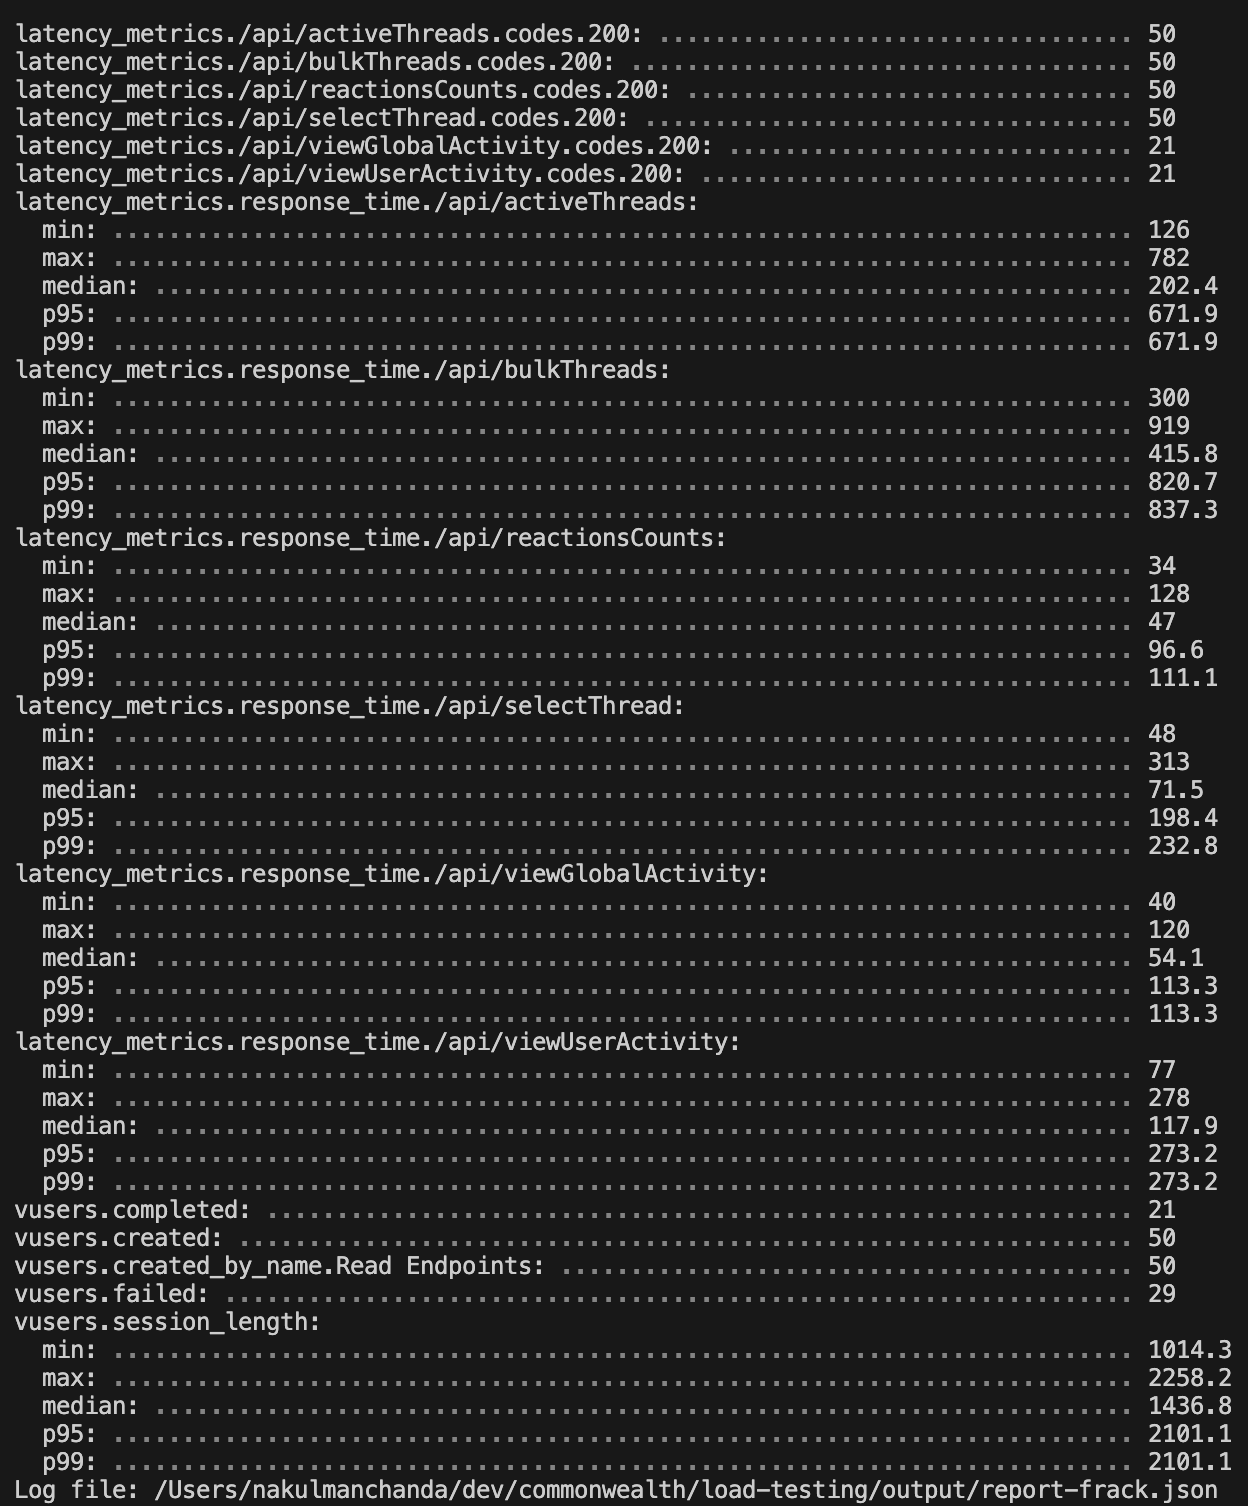 latency_metrics./api/activeThreads.codes.200: .................................. 50
latency_metrics./api/bulkThreads.codes.200: .................................... 50
latency_metrics./api/reactionsCounts.codes.200: ................................ 50
latency_metrics./api/selectThread.codes.200: ................................... 50
latency_metrics./api/viewGlobalActivity.codes.200: ............................. 21
latency_metrics./api/viewUserActivity.codes.200: ............................... 21
latency_metrics.response_time./api/activeThreads:
  min: ......................................................................... 126
  max: ......................................................................... 782
  median: ...................................................................... 202.4
  p95: ......................................................................... 671.9
  p99: ......................................................................... 671.9
latency_metrics.response_time./api/bulkThreads:
  min: ......................................................................... 300
  max: ......................................................................... 919
  median: ...................................................................... 415.8
  p95: ......................................................................... 820.7
  p99: ......................................................................... 837.3
latency_metrics.response_time./api/reactionsCounts:
  min: ......................................................................... 34
  max: ......................................................................... 128
  median: ...................................................................... 47
  p95: ......................................................................... 96.6
  p99: ......................................................................... 111.1
latency_metrics.response_time./api/selectThread:
  min: ......................................................................... 48
  max: ......................................................................... 313
  median: ...................................................................... 71.5
  p95: ......................................................................... 198.4
  p99: ......................................................................... 232.8
latency_metrics.response_time./api/viewGlobalActivity:
  min: ......................................................................... 40
  max: ......................................................................... 120
  median: ...................................................................... 54.1
  p95: ......................................................................... 113.3
  p99: ......................................................................... 113.3
latency_metrics.response_time./api/viewUserActivity:
  min: ......................................................................... 77
  max: ......................................................................... 278
  median: ...................................................................... 117.9
  p95: ......................................................................... 273.2
  p99: ......................................................................... 273.2
vusers.completed: .............................................................. 21
vusers.created: ................................................................ 50
vusers.created_by_name.Read Endpoints: ......................................... 50
vusers.failed: ................................................................. 29
vusers.session_length:
  min: ......................................................................... 1014.3
  max: ......................................................................... 2258.2
  median: ...................................................................... 1436.8
  p95: ......................................................................... 2101.1
  p99: ......................................................................... 2101.1
Log file: /Users/nakulmanchanda/dev/commonwealth/load-testing/output/report-frack.json